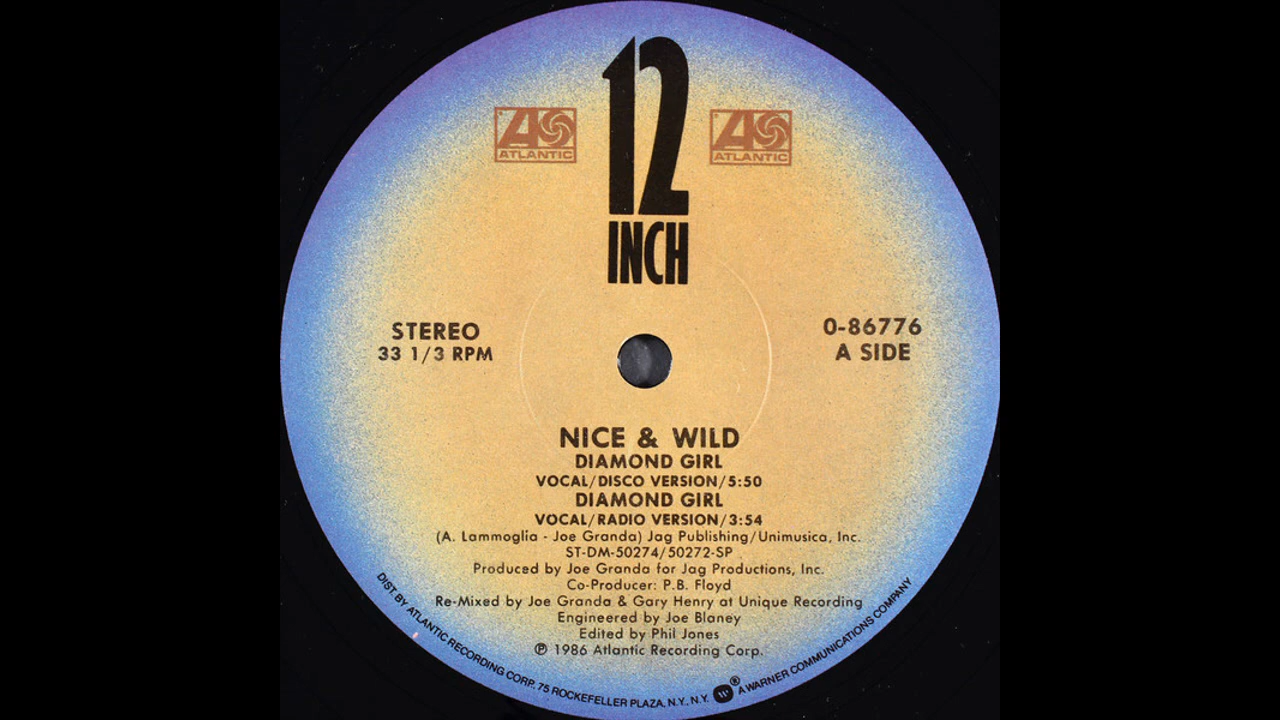 12
INCH
ATLANTIC
ATLANTIC
STEREO
33 1/3 RPM
0-86776
A SIDE
NICE & WILD
DIAMOND GIRL
VOCAL/DISCO VERSION/5:50
DIAMOND GIRL
VOCAL/RADIO VERSION/3:54
(A. Lammoglia - Joe Granda) Jag Publishing/Unimusica, Inc.
ST-DM-50274/50272-SP
Produced by Joe Granda for Jag Productions, Inc.
Co-Producer: P.B. Floyd
Re-Mixed by Joe Granda & Gary Henry at Unique Recording
Engineered by Joe Blaney
Edited by Phil Jones
℗ 1986 Atlantic Recording Corp.
DIST. BY ATLANTIC RECORDING CORP., 75 ROCKEFELLER PLAZA, N.Y., N.Y. ® A WARNER COMMUNICATIONS COMPANY